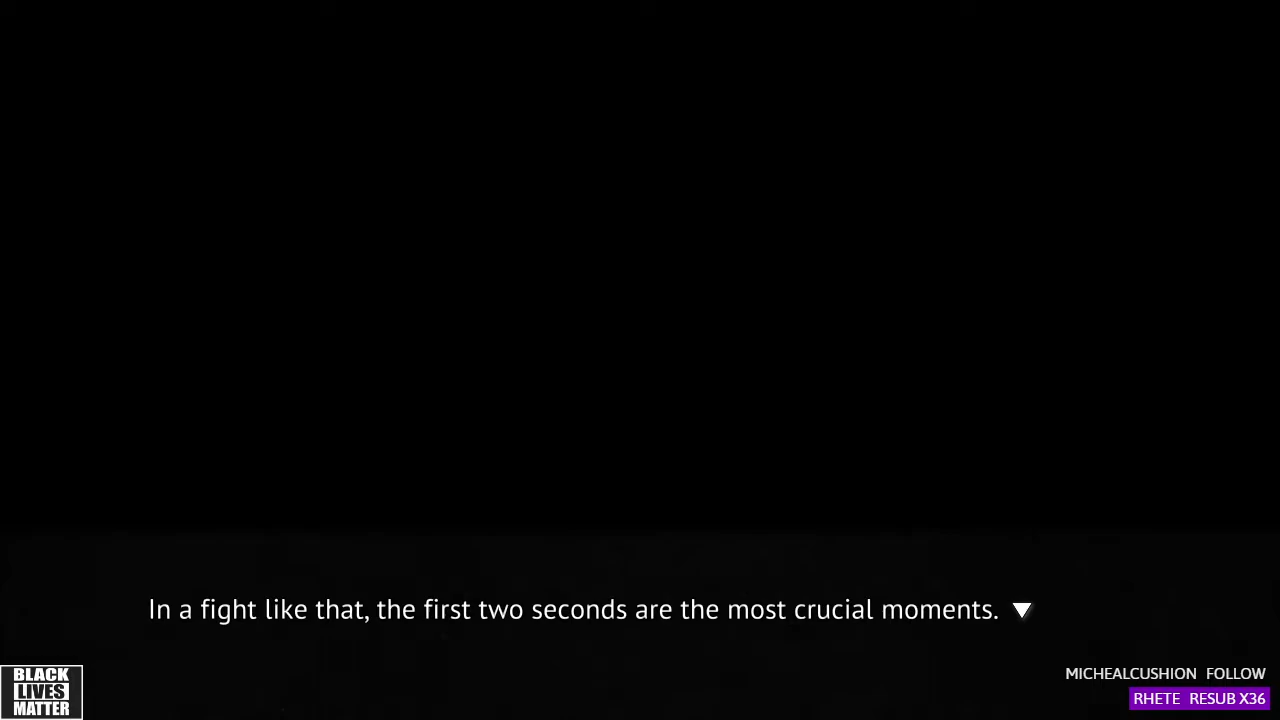 In a fight like that, the first two seconds are the most crucial moments.
BLACK
LIVES
MATTER
MICHEALCUSHION FOLLOW
RHETE RESUB X36